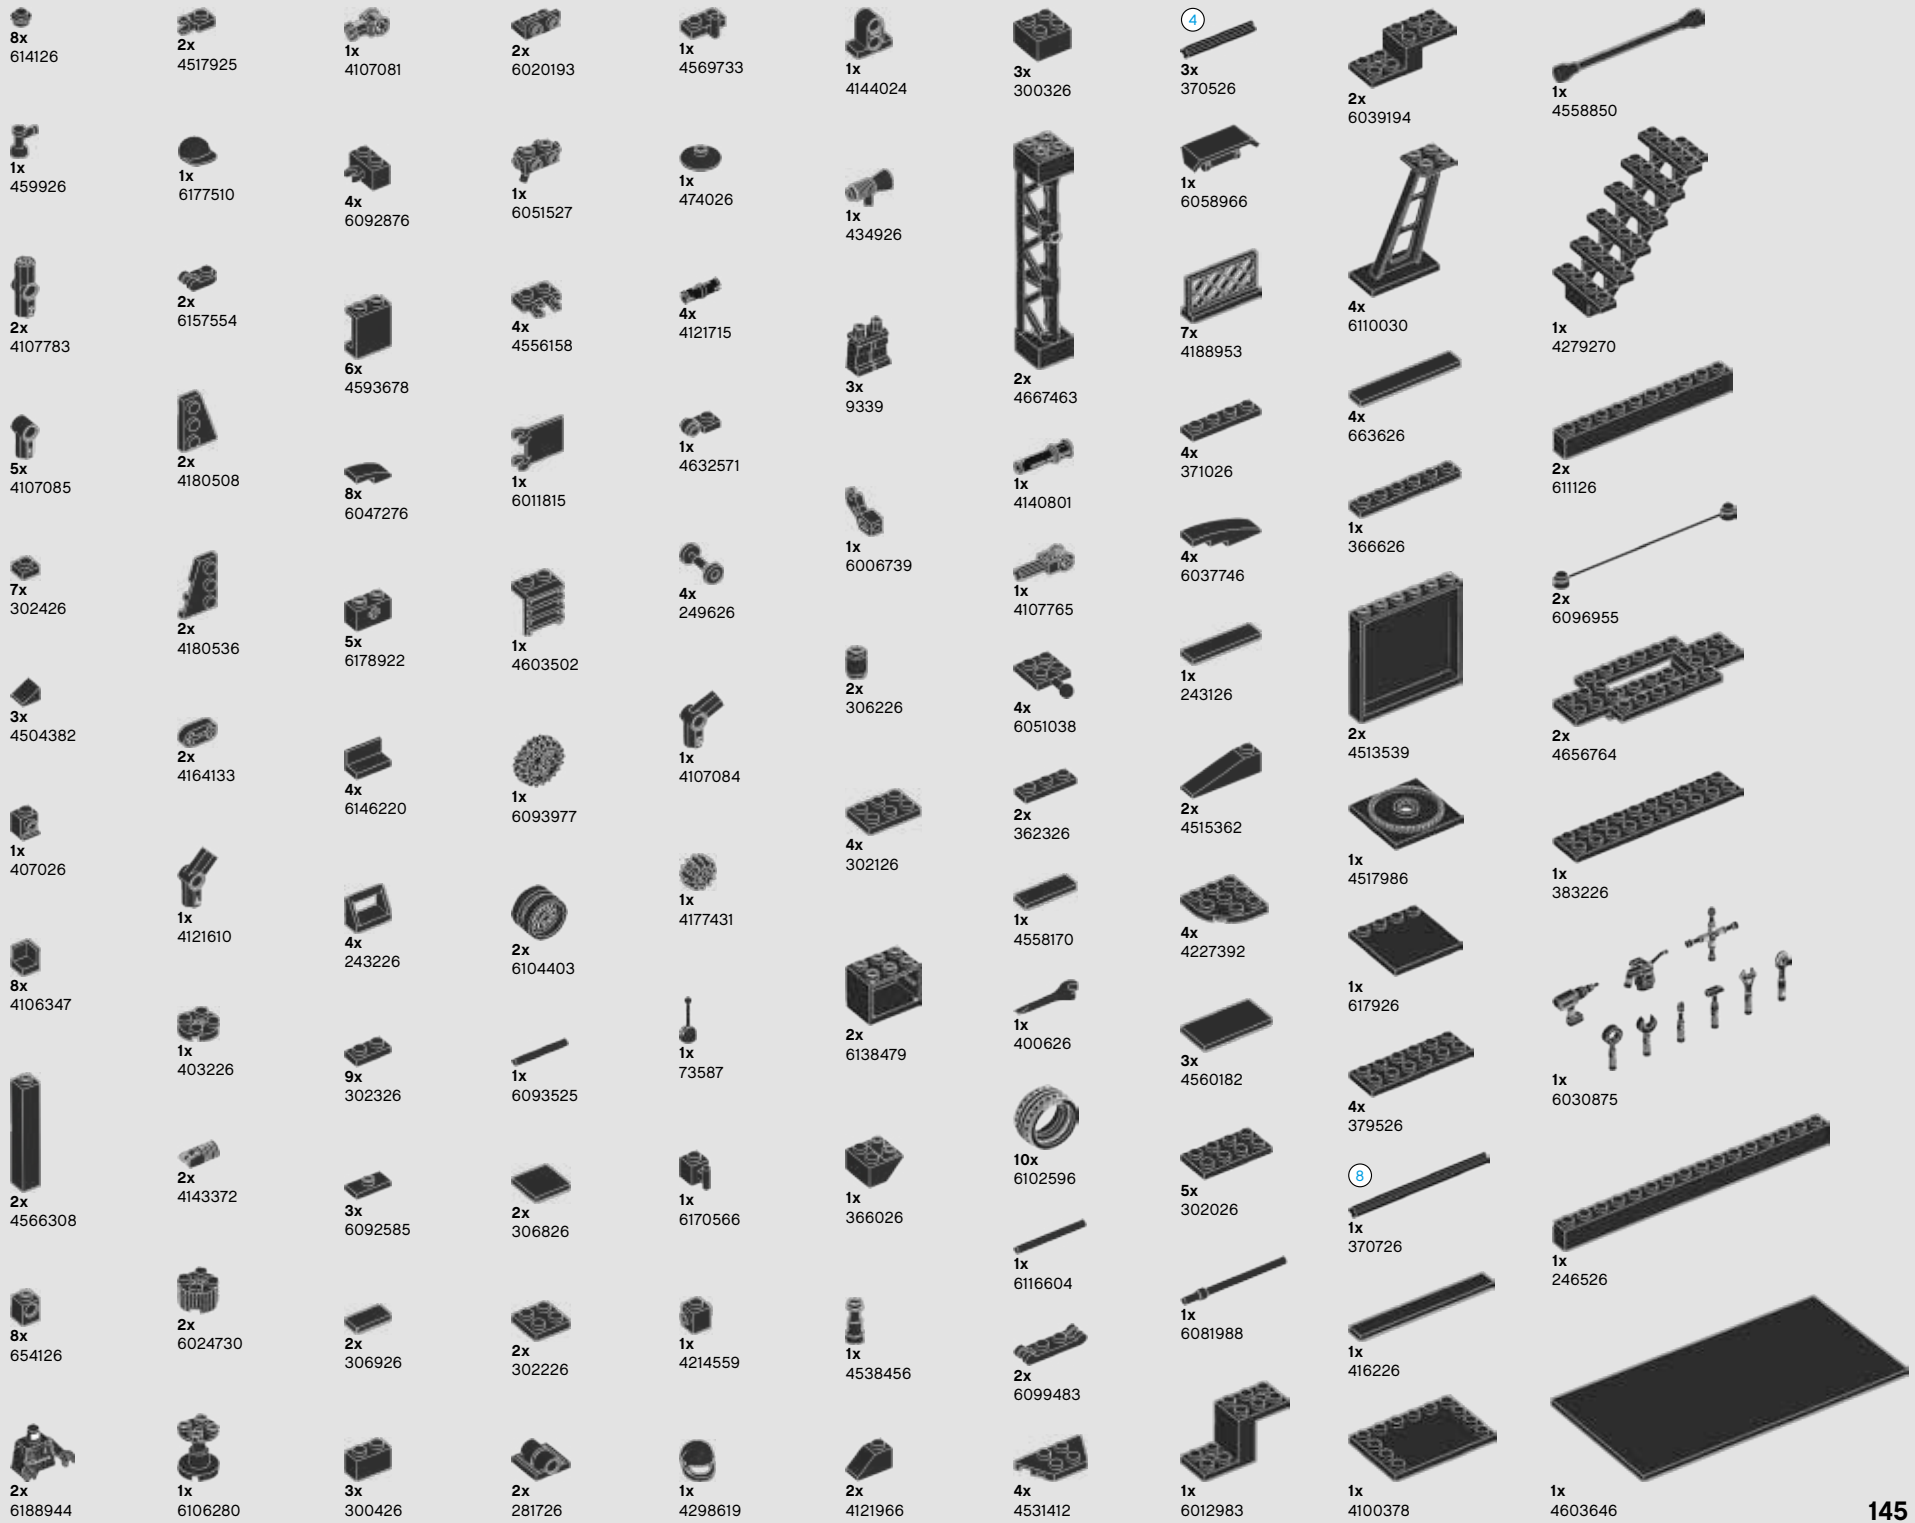 8x
614126
1x
459926
2x
4107783
5x
4107085
7x
302426
3x
4504382
1x
407026
8x
4106347
2x
4566308
8x
654126
2x
6188944
2x
4517925
1x
6177510
2x
6157554
2x
4180508
2x
4180536
2x
4164133
1x
4121610
1x
403226
2x
4143372
2x
6024730
1x
6106280
1x
4107081
4x
6092876
6x
4593678
8x
6047276
5x
6178922
4x
6146220
4x
243226
9x
302326
3x
6092585
2x
306926
3x
300426
2x
6020193
1x
6051527
4x
4556158
1x
6011815
1x
4603502
1x
6093977
2x
6104403
1x
6093525
2x
306826
2x
302226
2x
281726
1x
4569733
1x
474026
4x
4121715
1x
4632571
4x
249626
1x
4107084
1x
4177431
1x
73587
1x
6170566
1x
4214559
1x
4298619
1x
4144024
1x
434926
3x
9339
1x
6006739
2x
306226
4x
302126
2x
6138479
1x
366026
1x
4538456
2x
4121966
3x
300326
2x
4667463
1x
4140801
1x
4107765
4x
6051038
2x
362326
1x
4558170
1x
400626
10x
6102596
1x
6116604
2x
6099483
4x
4531412
4
3x
370526
1x
6058966
7x
4188953
4x
371026
4x
6037746
1x
243126
2x
4515362
4x
4227392
3x
4560182
5x
302026
1x
6081988
1x
6012983
2x
6039194
4x
6110030
4x
663626
1x
366626
2x
4513539
1x
4517986
1x
617926
4x
379526
8
1x
370726
1x
416226
1x
4100378
1x
4558850
1x
4279270
2x
611126
2x
6096955
2x
4656764
1x
383226
1x
6030875
1x
246526
1x
4603646
145